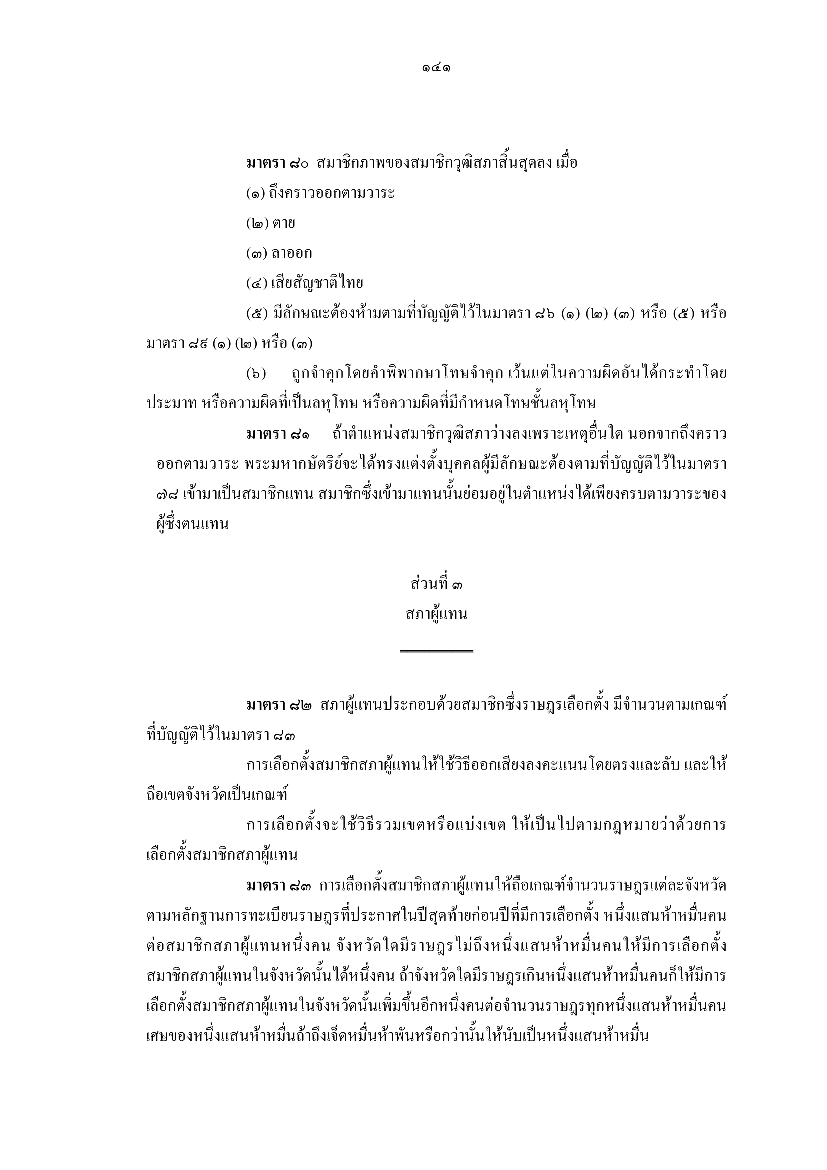 ๑๔๑
มาตรา ๘๐ สมาชิกภาพของสมาชิกวุฒิสภาสิ้นสุดลง เมื่อ
(๑) ถึงคราวออกตามวาระ
(๒) ตาย
(๓) ลาออก
(๔) เสียสัญชาติไทย
(๕) มีลักษณะต้องห้ามตามที่บัญญัติไว้ในมาตรา ๘๖ (๑) (๒) (๓) หรือ (๕) หรือ
มาตรา ๘๙ (๑) (๒) หรือ (๓)
(๖) ถูกจำคุกโดยคำพิพากษาโทษจำคุก เว้นแต่ในความผิดอันได้กระทำโดย
ประมาท หรือความผิดที่เป็นลหุโทษ หรือความผิดที่มีกำหนดโทษชั้นลหุโทษ
มาตรา ๘๑ ถ้าตำแหน่งสมาชิกวุฒิสภาว่างลงเพราะเหตุอื่นใด นอกจากถึงคราว
ออกตามวาระ พระมหากษัตริย์จะได้ทรงแต่งตั้งบุคคลผู้มีลักษณะต้องตามที่บัญญัติไว้ในมาตรา
๗๘ เข้ามาเป็นสมาชิกแทน สมาชิกซึ่งเข้ามาแทนนั้นย่อมอยู่ในตำแหน่งได้เพียงครบตามวาระของ
ผู้ซึ่งตนแทน
ส่วนที่ ๓
สภาผู้แทน
มาตรา ๘๒ สภาผู้แทนประกอบด้วยสมาชิกซึ่งราษฎรเลือกตั้ง มีจำนวนตามเกณฑ์
ที่บัญญัติไว้ในมาตรา ๘๓
การเลือกตั้งสมาชิกสภาผู้แทนให้ใช้วิธีออกเสียงลงคะแนนโดยตรงและลับ และให้
ถือเขตจังหวัดเป็นเกณฑ์
การเลือกตั้งจะใช้วิธีรวมเขตหรือแบ่งเขต ให้เป็นไปตามกฎหมายว่าด้วยการ
เลือกตั้งสมาชิกสภาผู้แทน
มาตรา ๘๓ การเลือกตั้งสมาชิกสภาผู้แทนให้ถือเกณฑ์จำนวนราษฎรแต่ละจังหวัด
ตามหลักฐานการทะเบียนราษฎรที่ประกาศในปีสุดท้ายก่อนปีที่มีการเลือกตั้ง หนึ่งแสนห้าหมื่นคน
ต่อสมาชิกสภาผู้แทนหนึ่งคน จังหวัดใดมีราษฎรไม่ถึงหนึ่งแสนห้าหมื่นคนให้มีการเลือกตั้ง
สมาชิกสภาผู้แทนในจังหวัดนั้นได้หนึ่งคน ถ้าจังหวัดใดมีราษฎรเกินหนึ่งแสนห้าหมื่นคนก็ให้มีการ
เลือกตั้งสมาชิกสภาผู้แทนในจังหวัดนั้นเพิ่มขึ้นอีกหนึ่งคนต่อจำนวนราษฎรทุกหนึ่งแสนห้าหมื่นคน
เศษของหนึ่งแสนห้าหมื่นถ้าถึงเจ็ดหมื่นห้าพันหรือกว่านั้นให้นับเป็นหนึ่งแสนห้าหมื่น